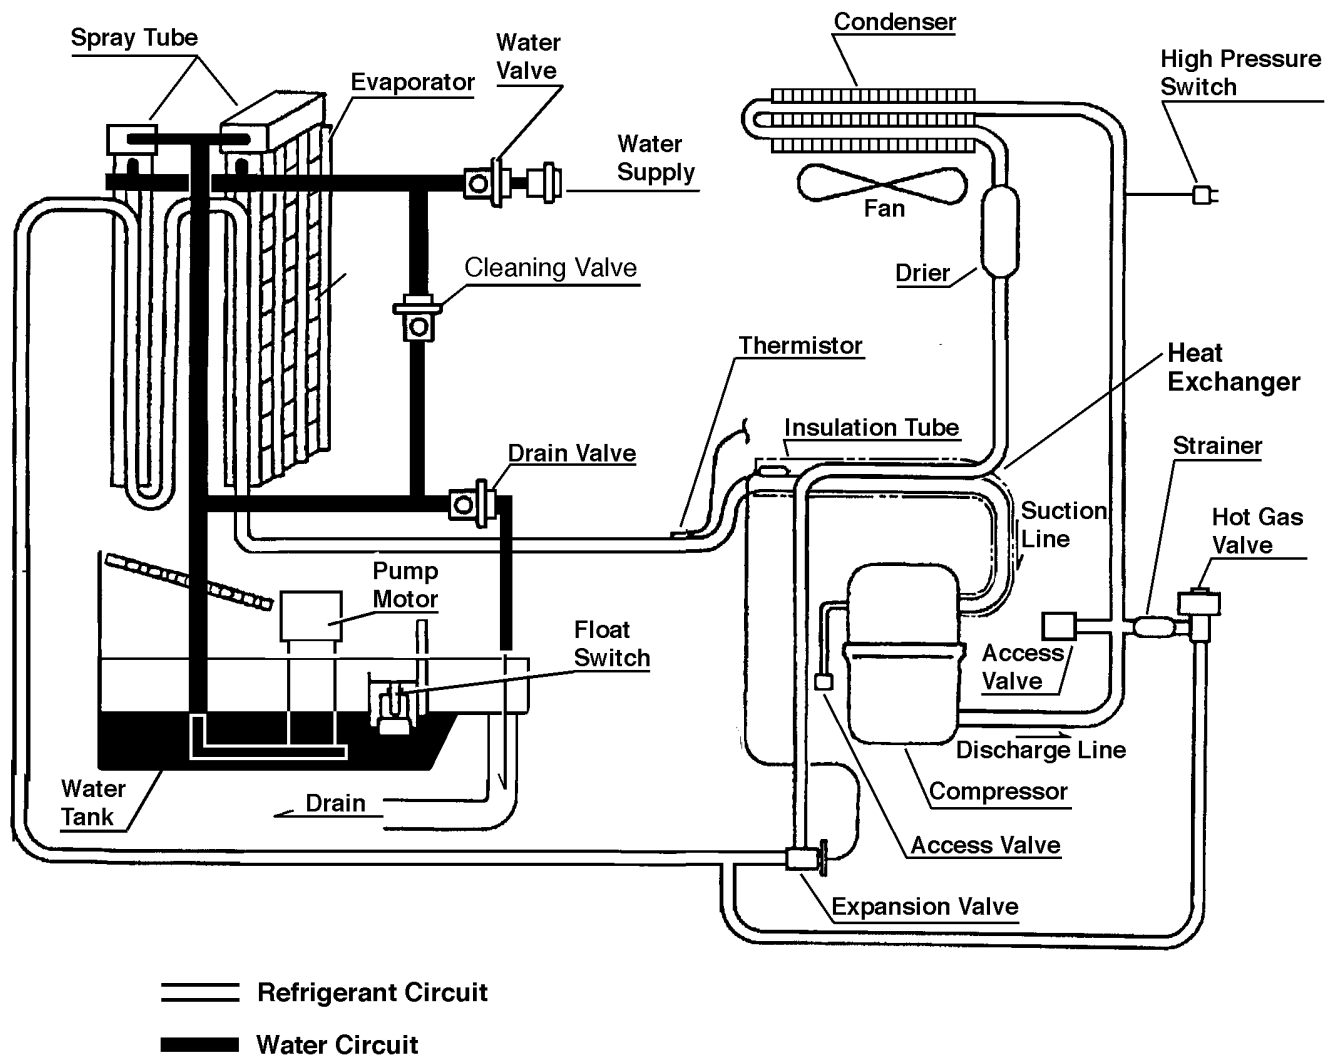 Spray Tube
Water
Valve
Evaporator
Water
Supply
Condenser
High Pressure
Switch
Fan
Drier
Cleaning Valve
Thermistor
Heat
Exchanger
Insulation Tube
Strainer
Drain Valve
Suction
Line
Hot Gas
Valve
Pump
Motor
Float
Switch
Access
Valve
Discharge Line
Water
Tank
Drain
Compressor
Access Valve
Expansion Valve
Refrigerant Circuit
Water Circuit